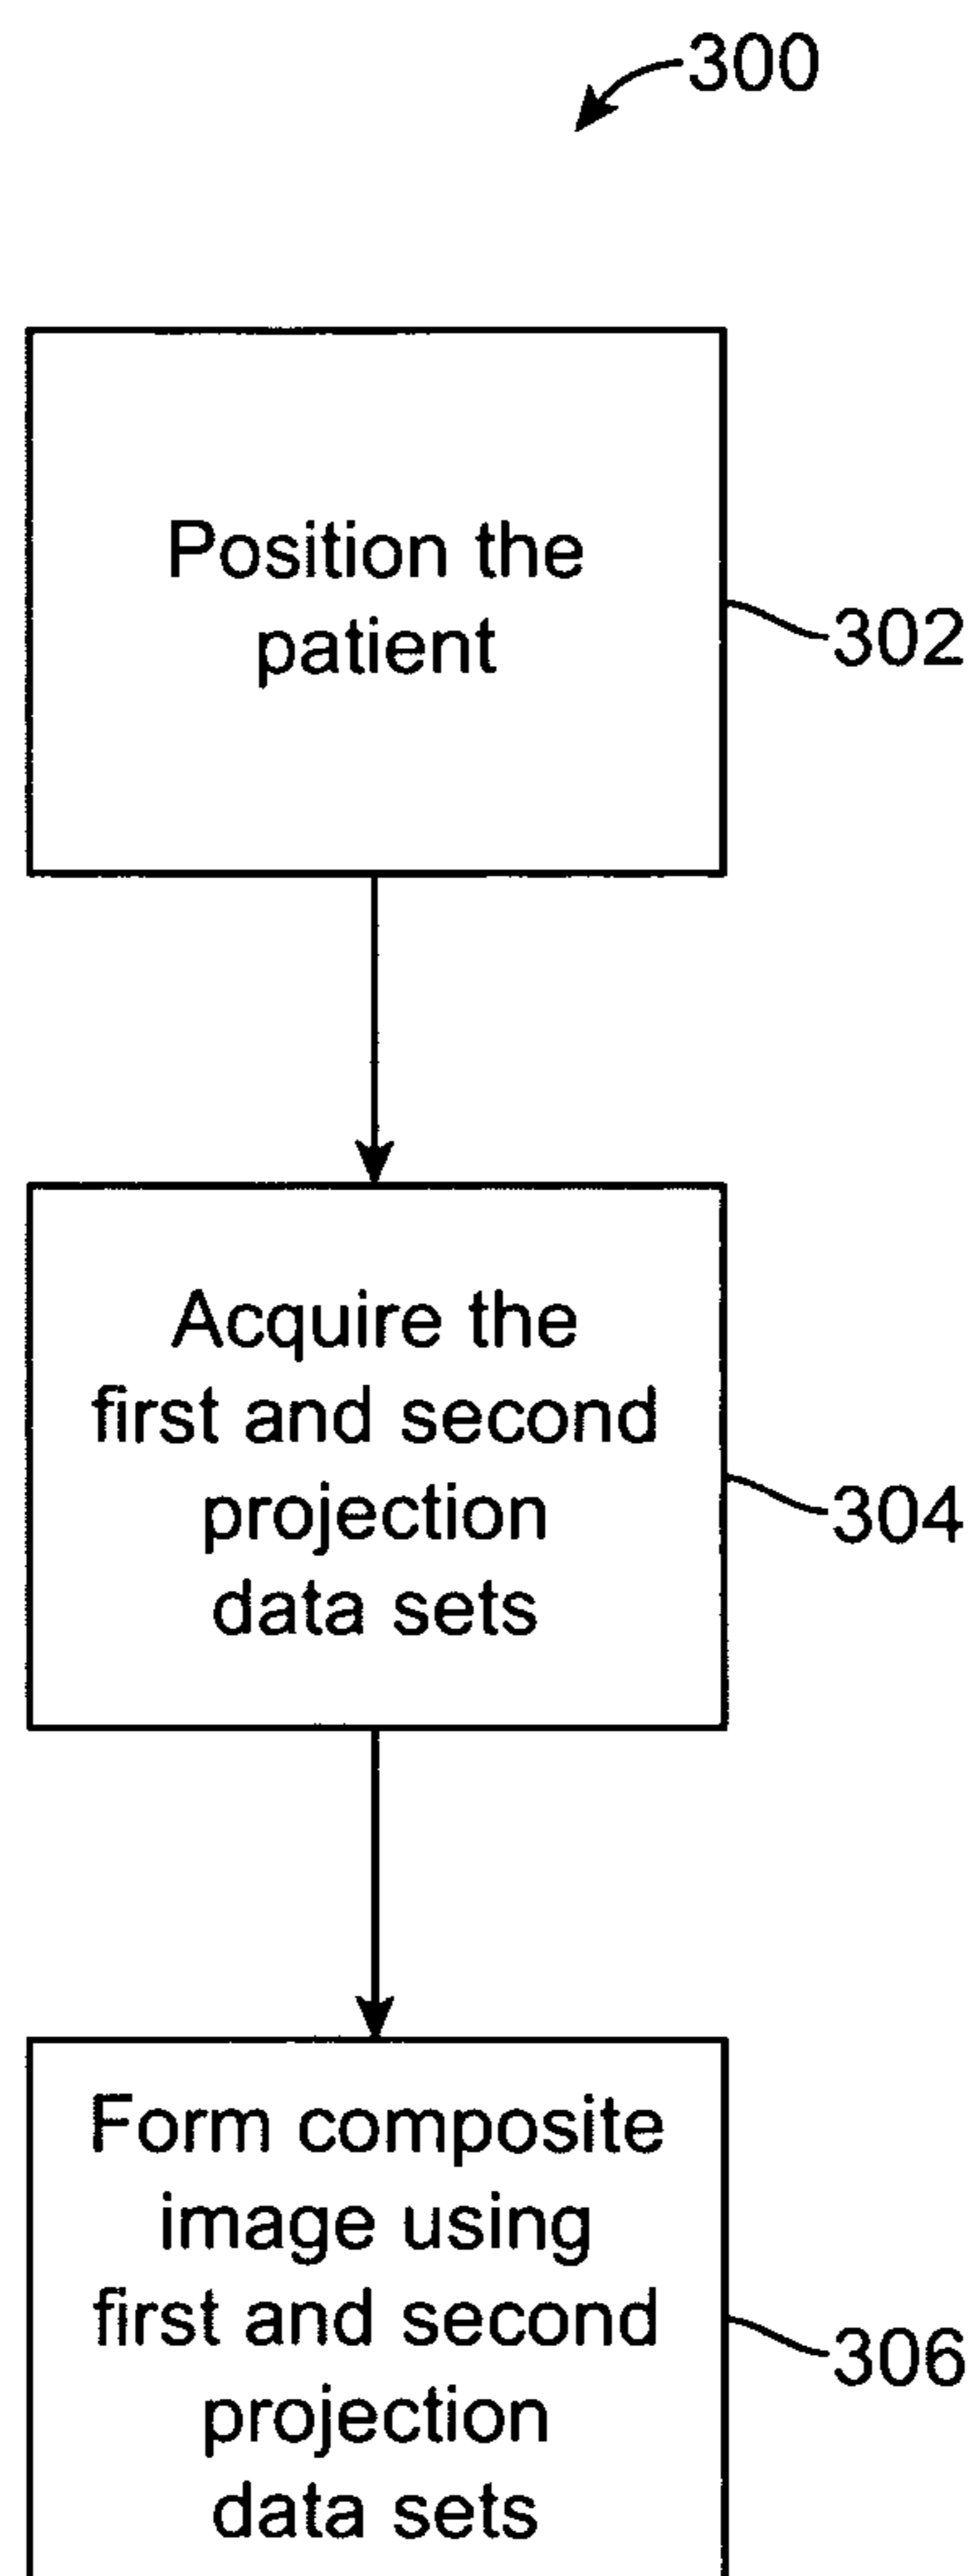 300
Position the
patient
302
Acquire the
first and second
projection
data sets
304
Form composite
image using
first and second
projection
data sets
306